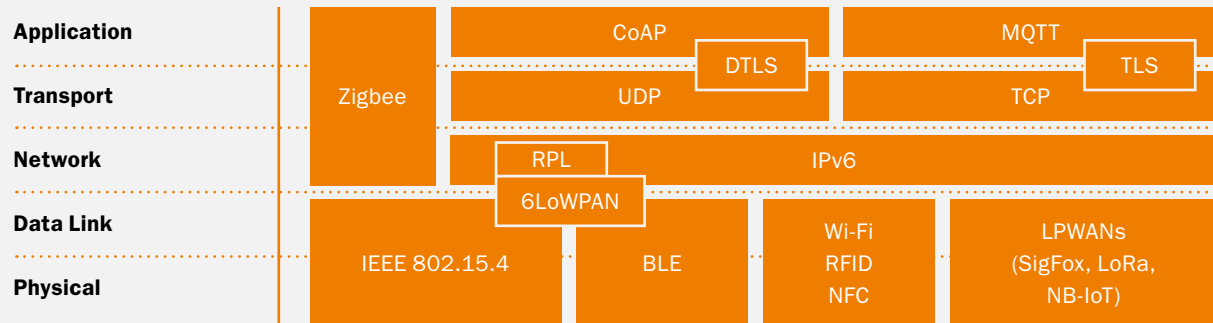 Application
CoAP
MQTT
DTLS
TLS
Transport
Zigbee
UDP
TCP
Network
RPL
IPv6
6LoWPAN
Data Link
Physical
IEEE 802.15.4
BLE
Wi-Fi
RFID
NFC
LPWANs
(SigFox, LoRa,
NB-IoT)